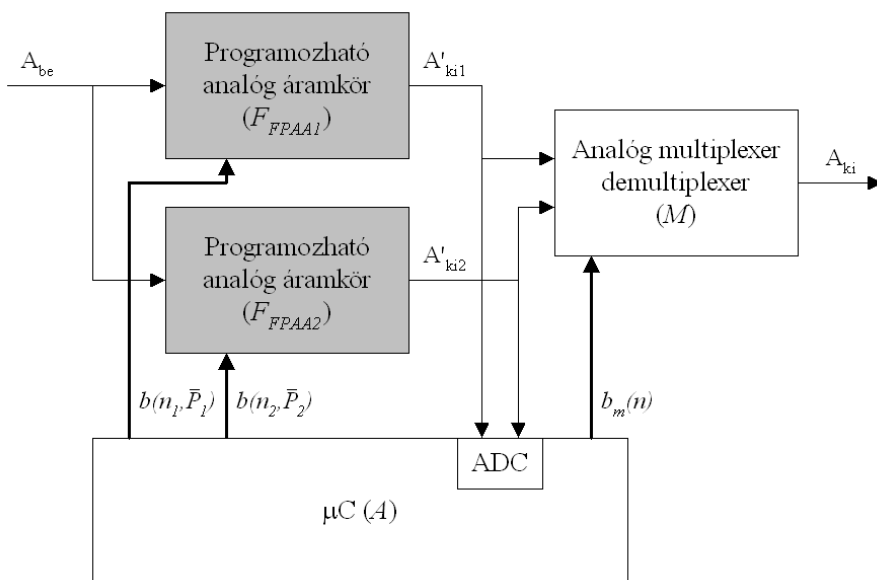 A_be
Programozható
analóg áramkör
(F_FPAA1)
A'_ki1
Analóg multiplexer
demultiplexer
(M)
A_ki
Programozható
analóg áramkör
(F_FPAA2)
A'_ki2
b(n_1,P̄_1)
b(n_2,P̄_2)
b_m(n)
ADC
μC (A)